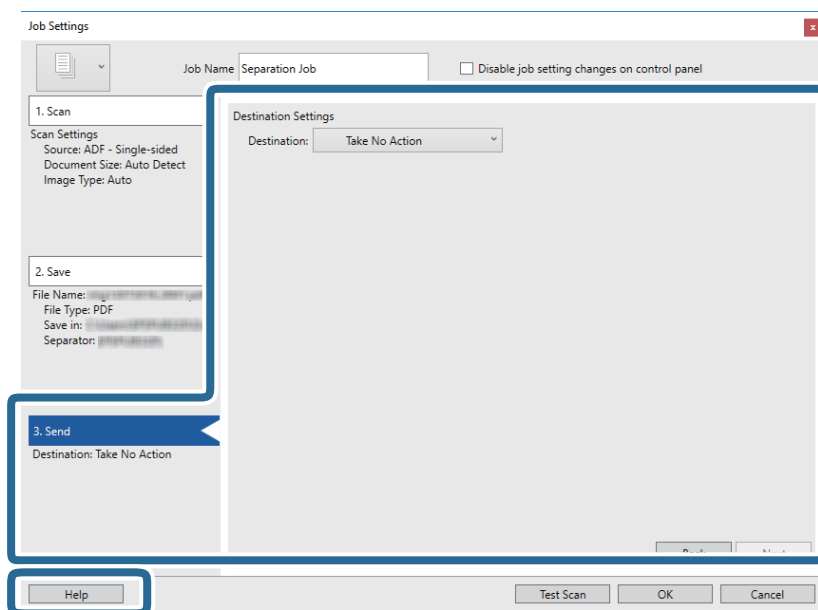 Job Settings
Job Name Separation Job Disable job setting changes on control panel
1. Scan
Scan Settings
Source: ADF - Single-sided
Document Size: Auto Detect
Image Type: Auto
2. Save
File Name:
File Type: PDF
Save in:
Separator:
3. Send
Destination: Take No Action
Destination Settings
Destination: Take No Action
Back Next
Help Test Scan OK Cancel